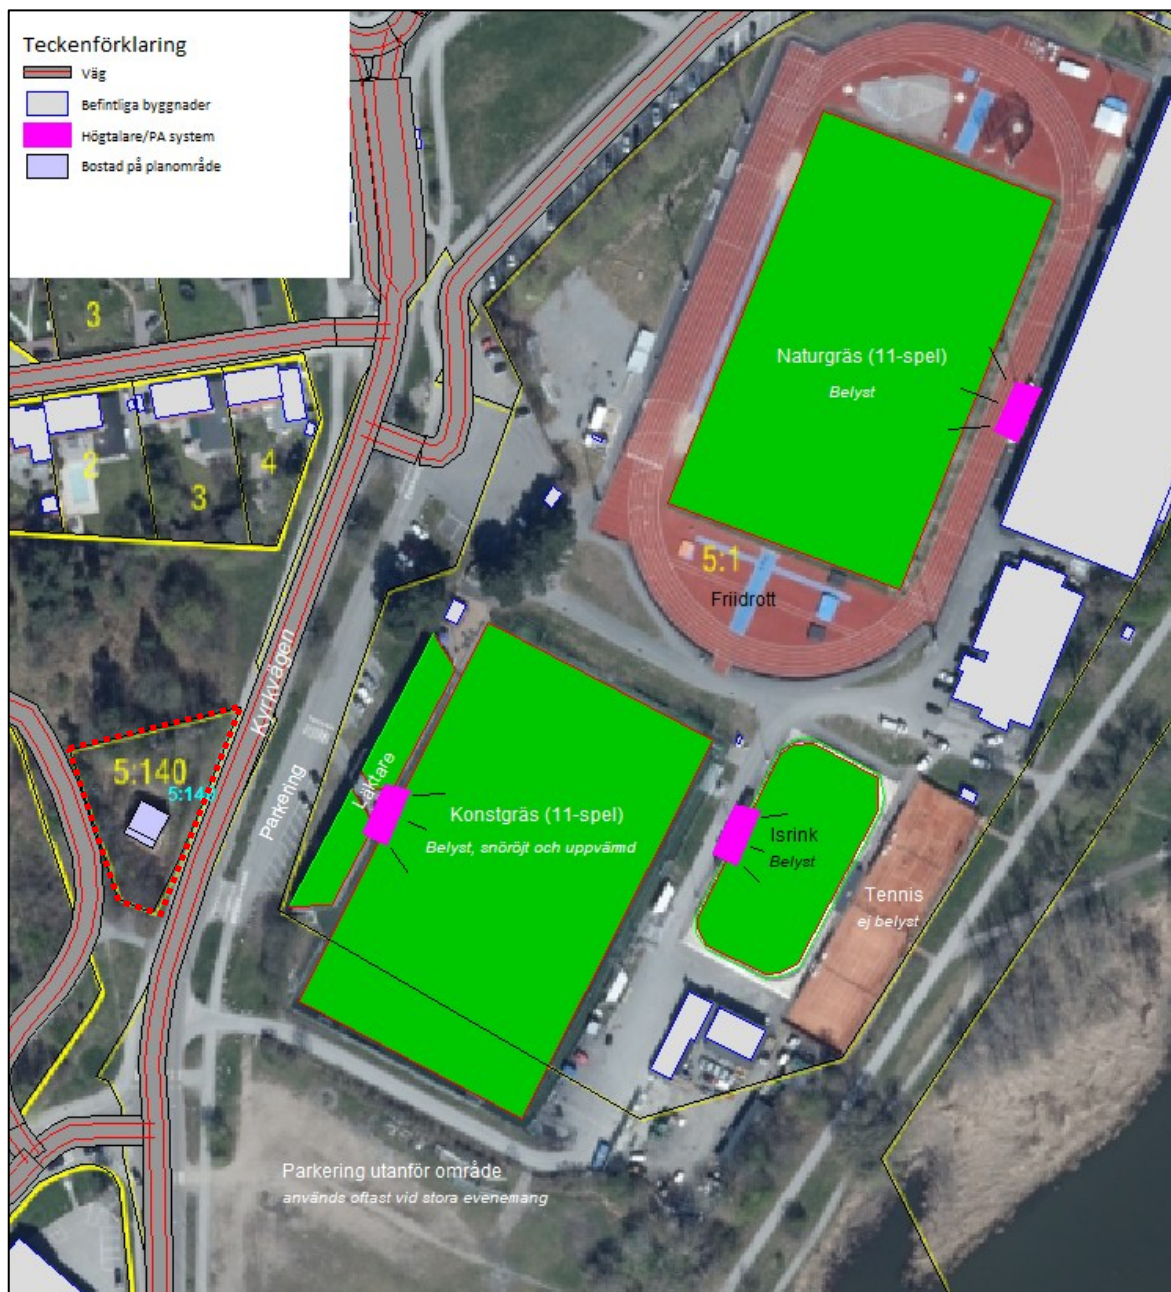 Teckenförklaring
Väg
Befintliga byggnader
Högtalare/PA system
Bostad på planområde
3
2
3
4
Naturgräs (11-spel)
Belyst
5:1
Friidrott
Kyrkvägen
Parkering
Läktare
5:140
Konstgräs (11-spel)
Belyst, snöröjt och uppvärmd
Isrink
Belyst
Tennis
ej belyst
Parkering utanför område
används oftast vid stora evenemang